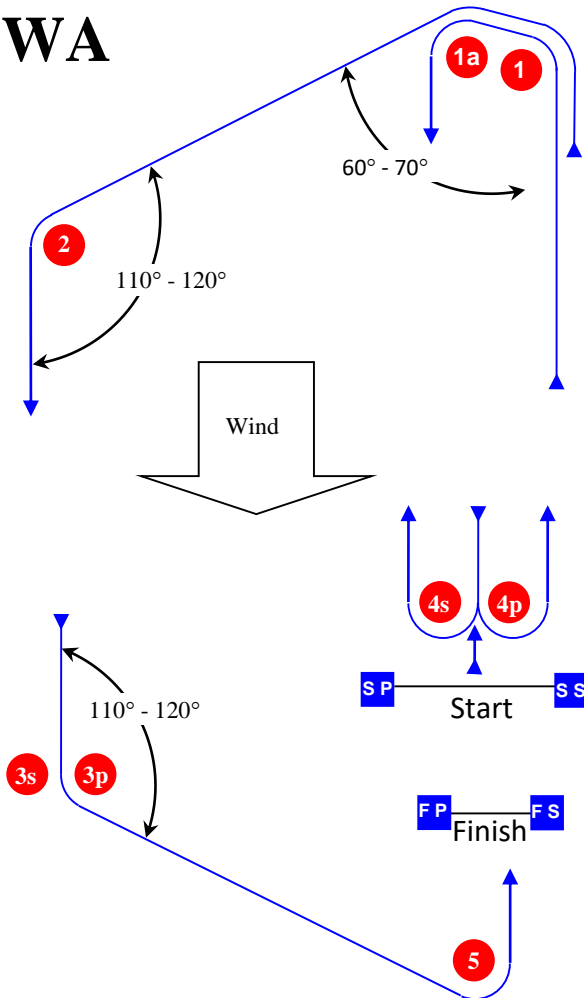 WA
1a
1
60° - 70°
2
110° - 120°
Wind
4s
4p
S P
S S
Start
110° - 120°
3s
3p
F P
F S
Finish
5